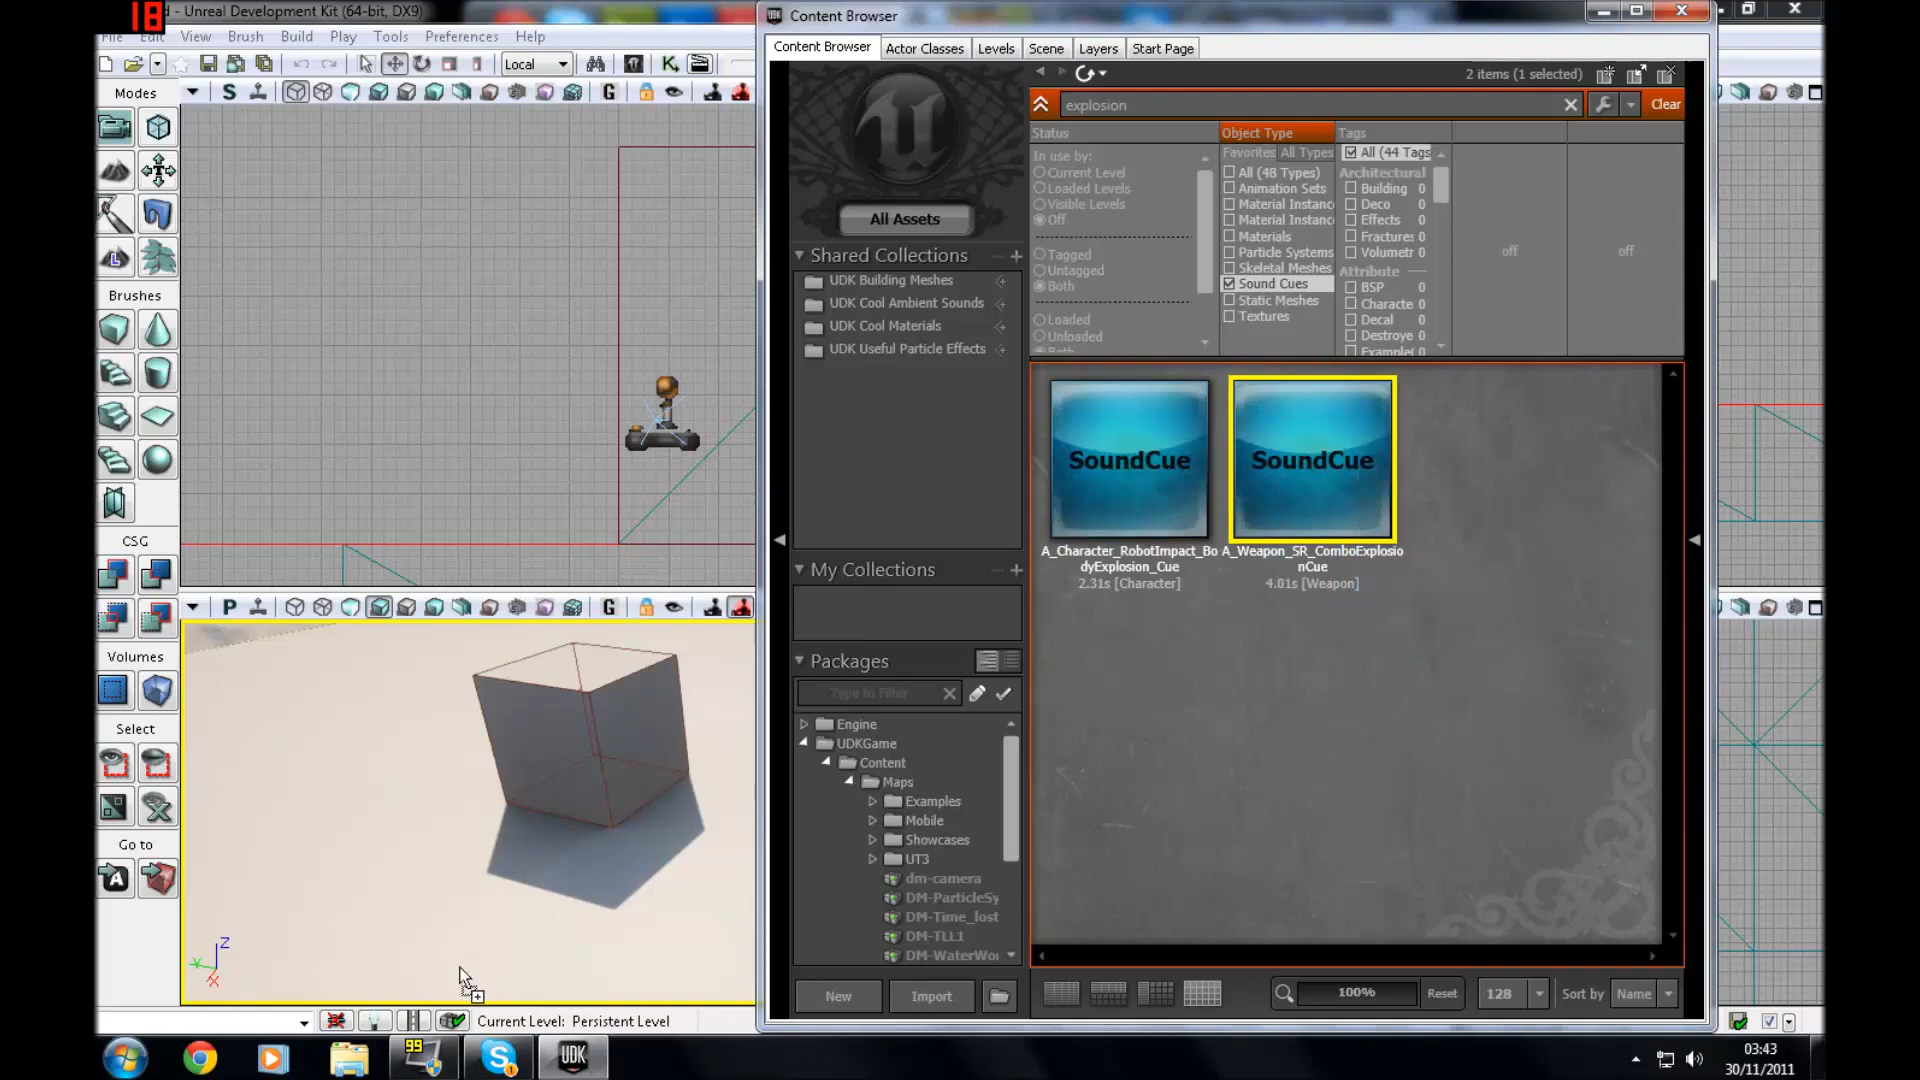 18
d - Unreal Development Kit (64-bit, DX9)
File Edit View Brush Build Play Tools Preferences Help
Local
Modes
S
G
Brushes
CSG
Volumes
Select
Go to
P
G
Z
Y
X
Current Level: Persistent Level
Content Browser
Content Browser Actor Classes Levels Scene Layers Start Page
2 items (1 selected)
explosion
Clear
All Assets
Shared Collections
UDK Building Meshes
UDK Cool Ambient Sounds
UDK Cool Materials
UDK Useful Particle Effects
My Collections
Packages
Type to Filter
Engine
UDKGame
Content
Maps
Examples
Mobile
Showcases
UT3
dm-camera
DM-ParticleSy
DM-Time_lost
DM-TLL1
DM-WaterWo
New
Import
Status
In use by:
Current Level
Loaded Levels
Visible Levels
Off
Tagged
Untagged
Both
Loaded
Unloaded
Both
Object Type
Favorites All Types
All (48 Types)
Animation Sets
Material Instanc
Material Instanc
Materials
Particle Systems
Skeletal Meshes
Sound Cues
Static Meshes
Textures
Tags
All (44 Tags
Architectural
Building 0
Deco 0
Effects 0
Fractures 0
Volumetr 0
Attribute
BSP 0
Characte 0
Decal 0
Destroye 0
Example( 0
off
off
SoundCue
A_Character_RobotImpact_Bo
dyExplosion_Cue
2.31s [Character]
SoundCue
A_Weapon_SR_ComboExplosio
nCue
4.01s [Weapon]
100%
Reset
128
Sort by
Name
99
UDK
03:43
30/11/2011